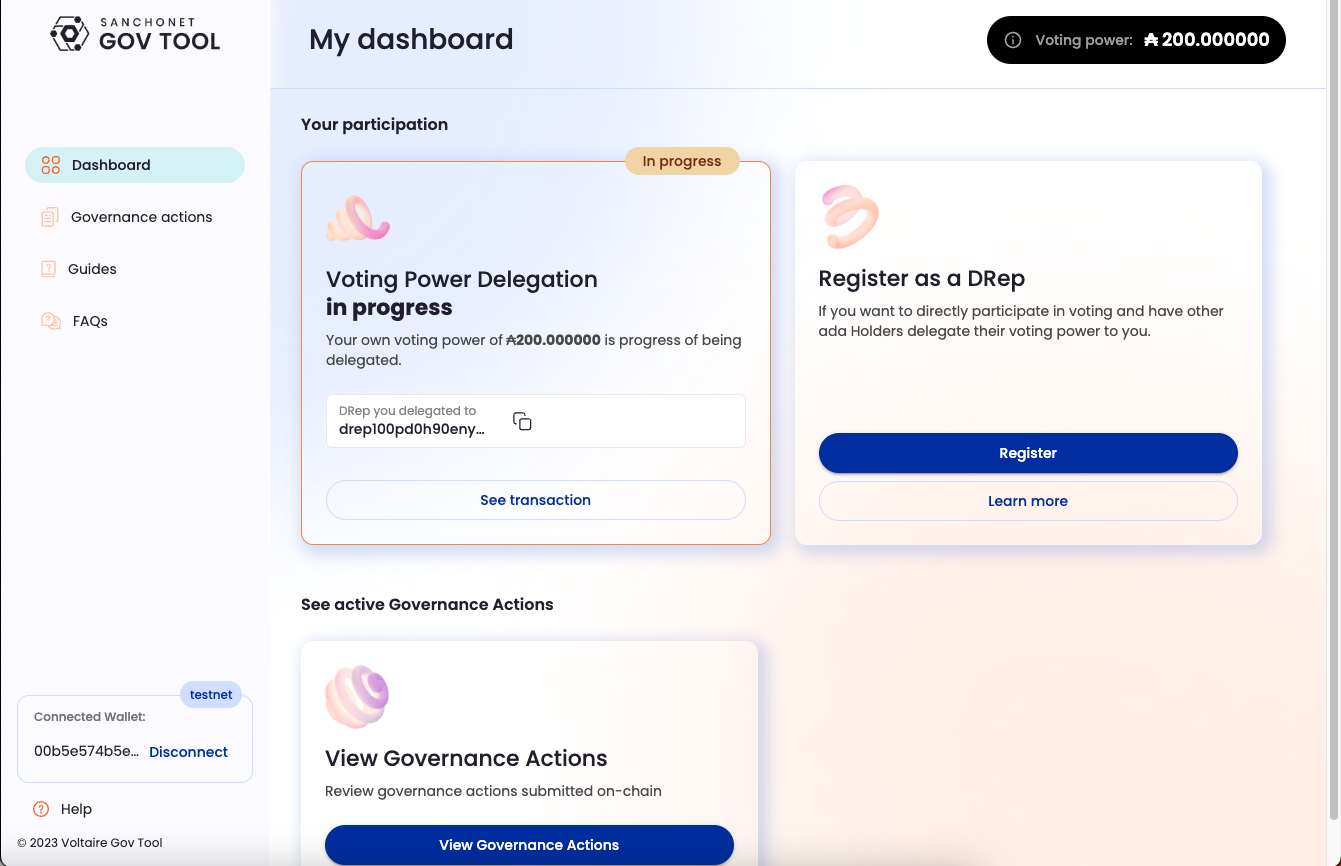 SANCHONET
GOV TOOL
My dashboard
Voting power: ₳ 200.000000
Dashboard
Governance actions
Guides
FAQs
Your participation
In progress
Voting Power Delegation
in progress
Your own voting power of ₳200.000000 is progress of being
delegated.
DRep you delegated to
drep100pd0h90eny...
See transaction
Register as a DRep
If you want to directly participate in voting and have other
ada Holders delegate their voting power to you.
Register
Learn more
See active Governance Actions
View Governance Actions
Review governance actions submitted on-chain
View Governance Actions
testnet
Connected Wallet:
00b5e574b5e... Disconnect
Help
© 2023 Voltaire Gov Tool